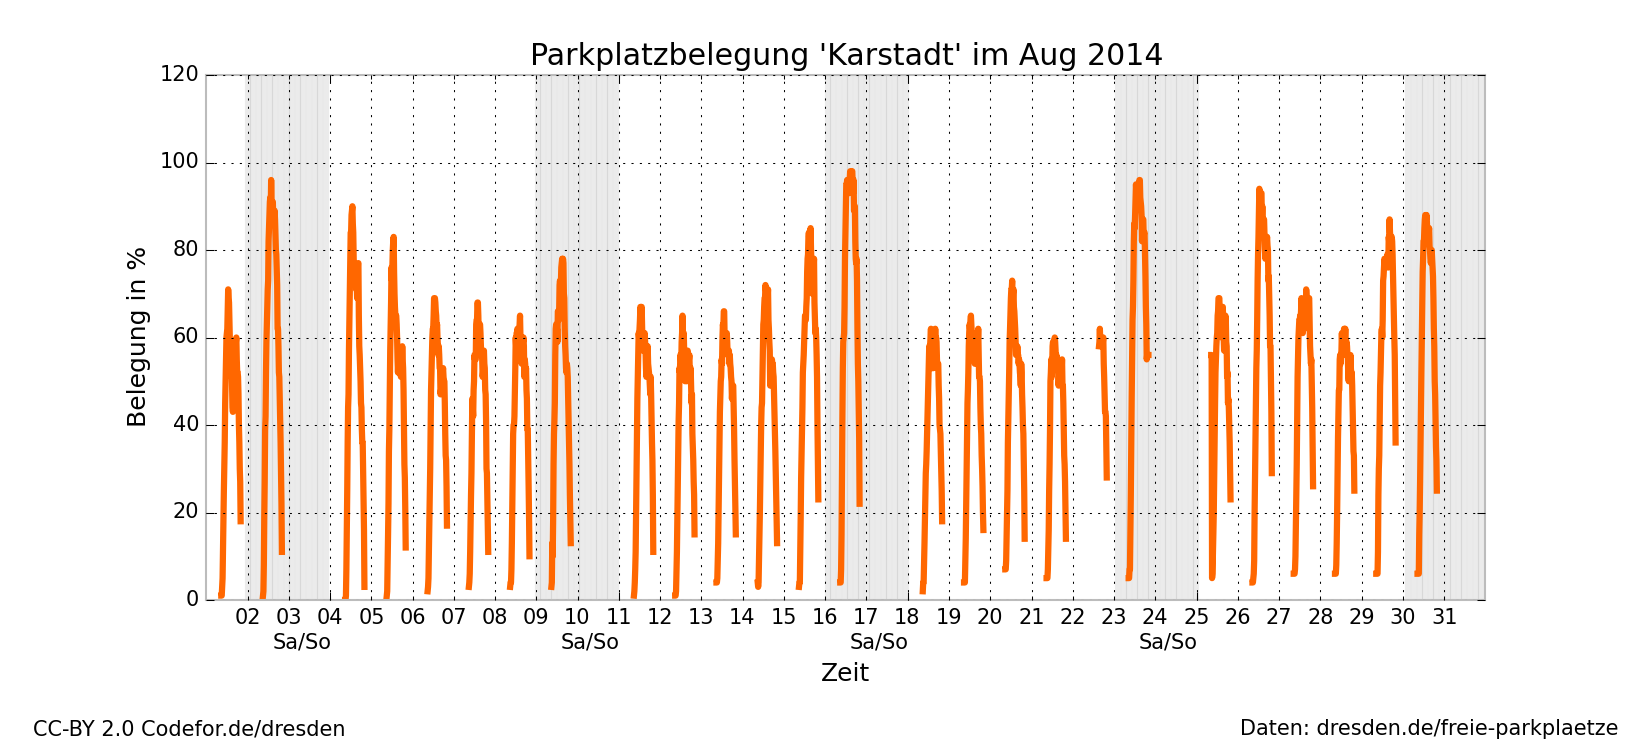 Parkplatzbelegung 'Karstadt' im Aug 2014
120
100
80
60
40
20
0
Belegung in %
02 03 04 05 06 07 08 09 10 11 12 13 14 15 16 17 18 19 20 21 22 23 24 25 26 27 28 29 30 31
Sa/So Sa/So Sa/So Sa/So
Zeit
CC-BY 2.0 Codefor.de/dresden
Daten: dresden.de/freie-parkplaetze